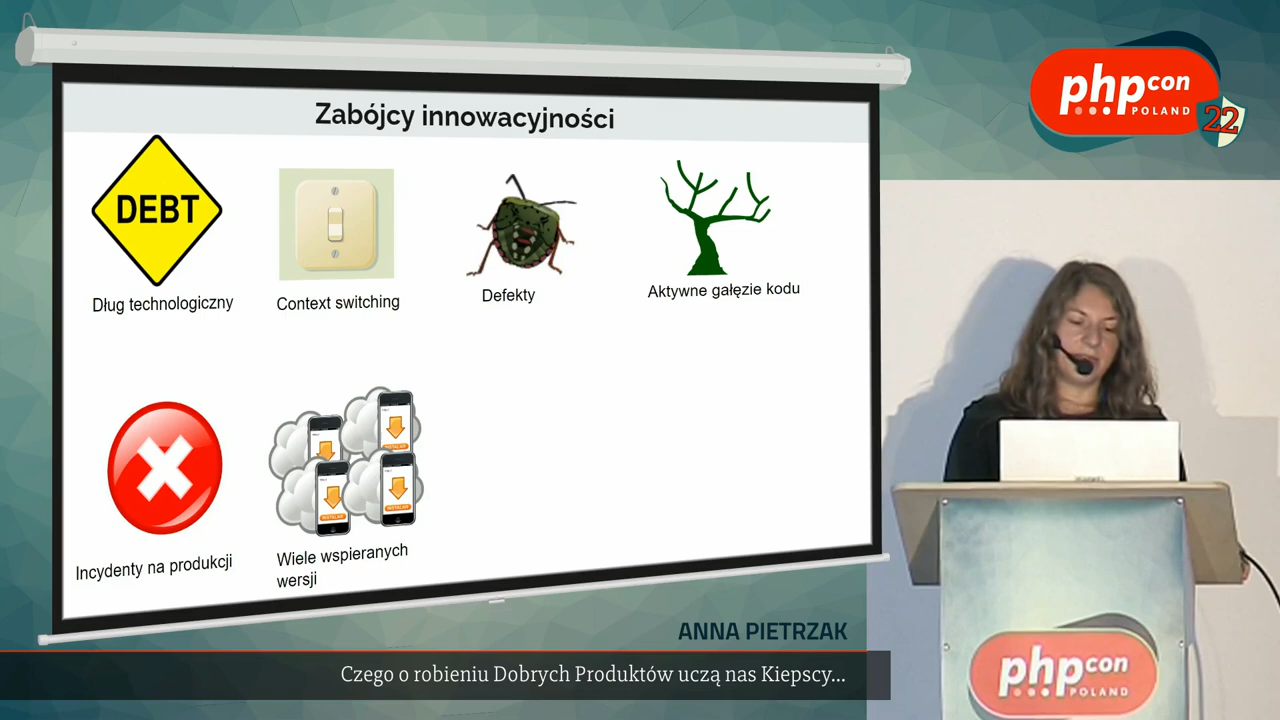 Zabójcy innowacyjności
DEBT
Dług technologiczny
Context switching
Defekty
Aktywne gałęzie kodu
Incydenty na produkcji
Wiele wspieranych
wersji
phpcon
POLAND
22
ANNA PIETRZAK
Czego o robieniu Dobrych Produktów uczą nas Kiepscy...
phpcon
POLAND